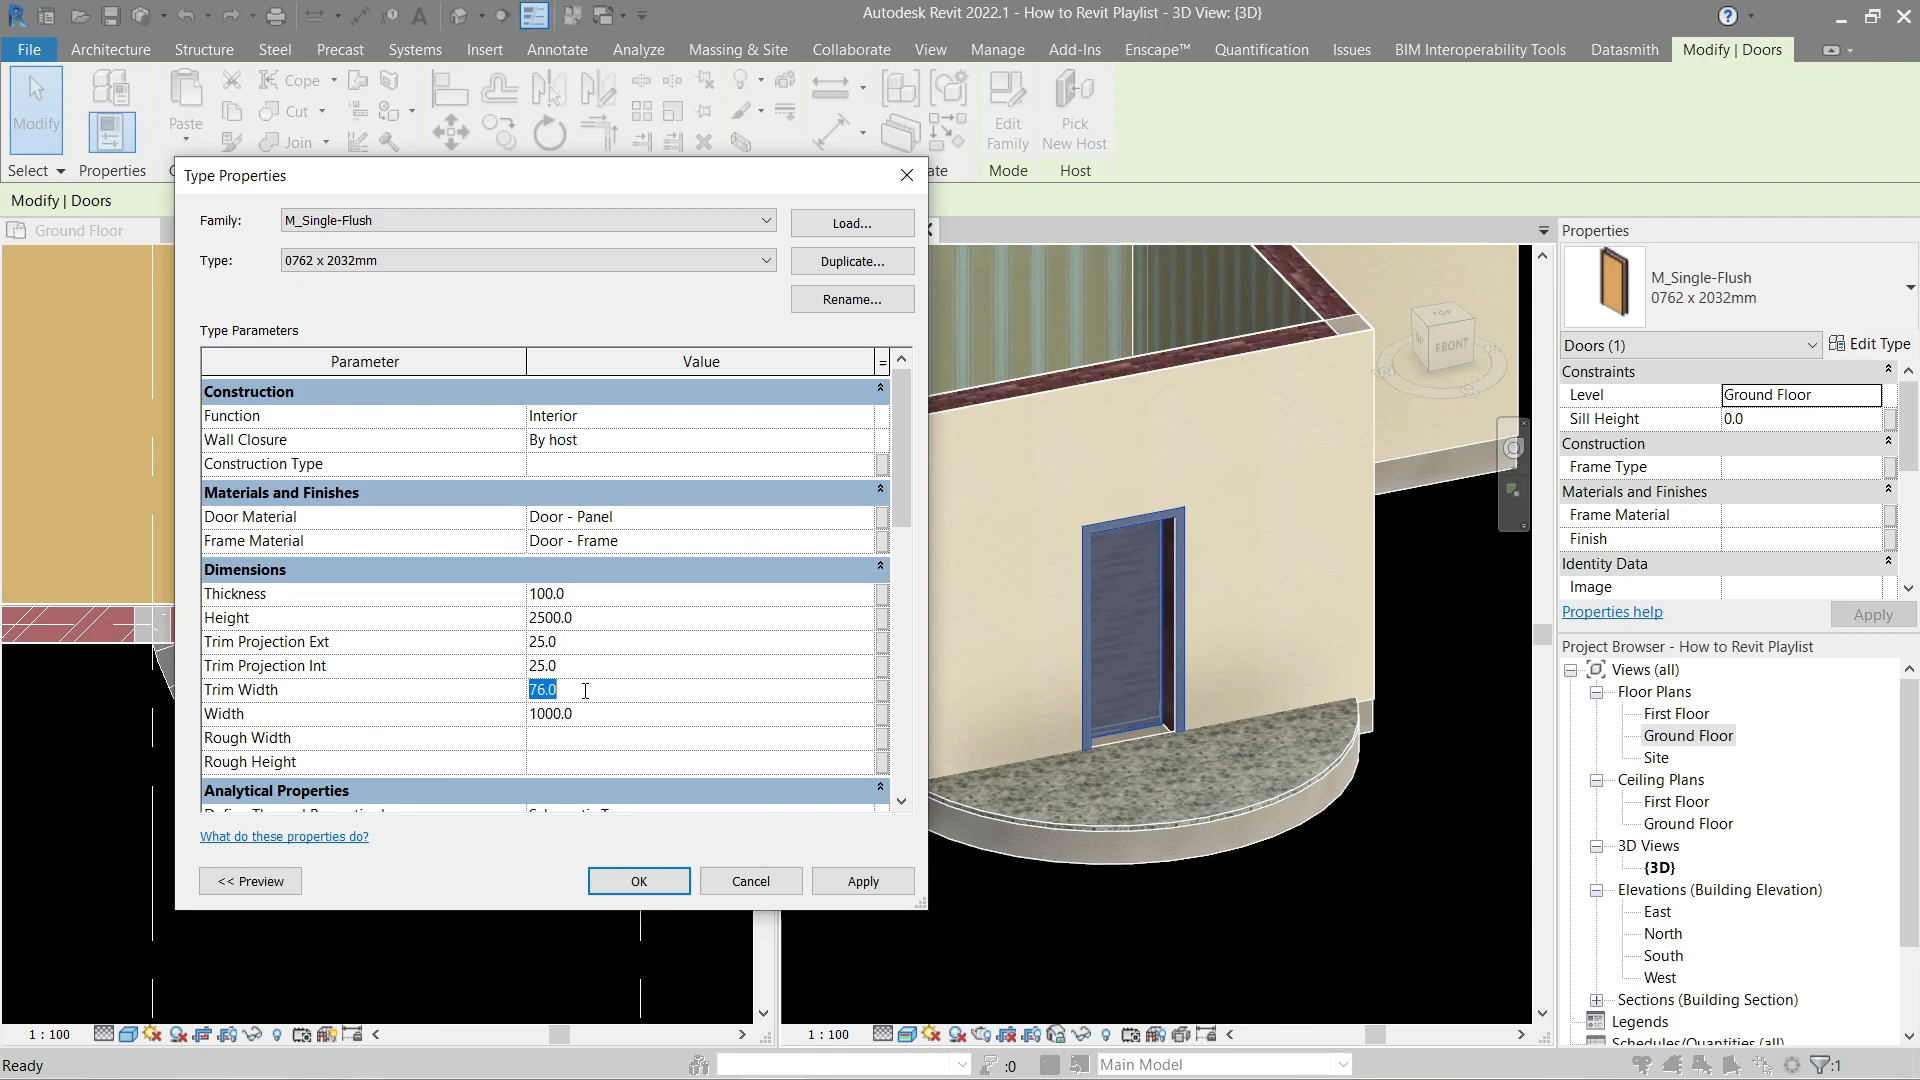 Autodesk Revit 2022.1 - How to Revit Playlist - 3D View: {3D}
File Architecture Structure Steel Precast Systems Insert Annotate Analyze Massing & Site Collaborate View Manage Add-Ins Enscape™ Quantification Issues BIM Interoperability Tools Datasmith Modify | Doors
Modify Paste Cope Cut Join Edit Family Pick New Host
Select Properties Mode Host
Modify | Doors
Ground Floor
Type Properties
Family: M_Single-Flush Load...
Type: 0762 x 2032mm Duplicate...
Rename...
Type Parameters
Parameter Value =
Construction
Function Interior
Wall Closure By host
Construction Type
Materials and Finishes
Door Material Door - Panel
Frame Material Door - Frame
Dimensions
Thickness 100.0
Height 2500.0
Trim Projection Ext 25.0
Trim Projection Int 25.0
Trim Width 76.0
Width 1000.0
Rough Width
Rough Height
Analytical Properties
What do these properties do?
<< Preview OK Cancel Apply
TOP
FRONT
Properties
M_Single-Flush
0762 x 2032mm
Doors (1) Edit Type
Constraints
Level Ground Floor
Sill Height 0.0
Construction
Frame Type
Materials and Finishes
Frame Material
Finish
Identity Data
Image
Properties help Apply
Project Browser - How to Revit Playlist
Views (all)
Floor Plans
First Floor
Ground Floor
Site
Ceiling Plans
First Floor
Ground Floor
3D Views
{3D}
Elevations (Building Elevation)
East
North
South
West
Sections (Building Section)
Legends
Schedules/Quantities (all)
1 : 100
1 : 100
Ready :0 Main Model :1